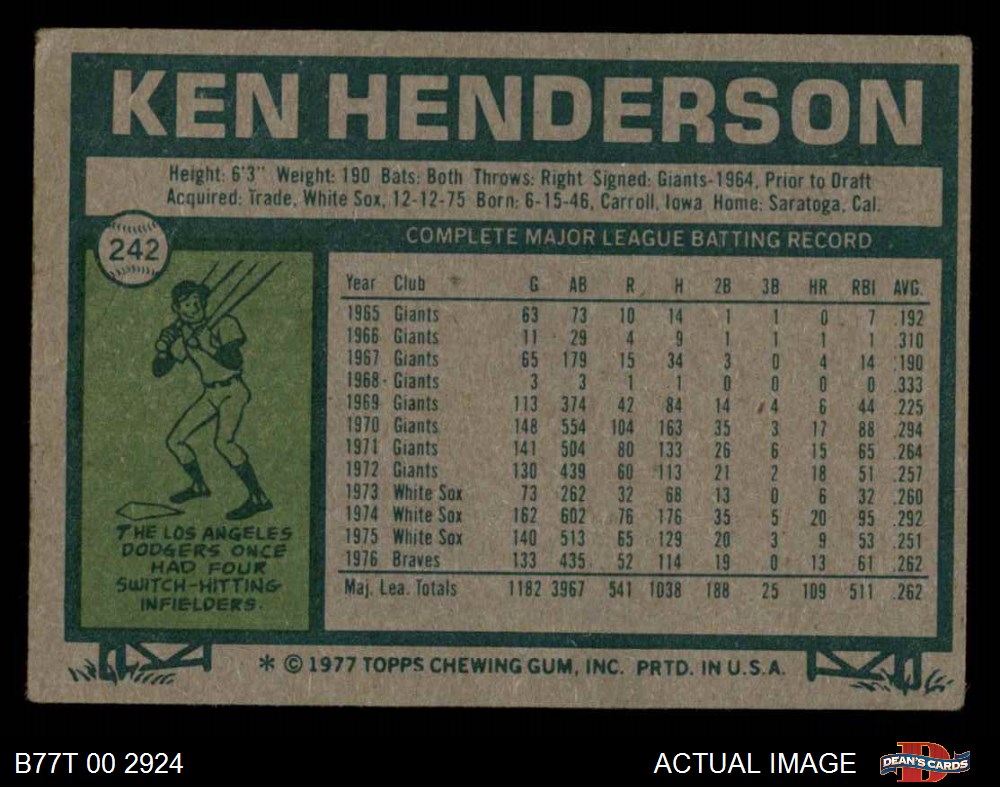 KEN HENDERSON
Height: 6'3" Weight: 190 Bats: Both Throws: Right Signed: Giants-1964, Prior to Draft
Acquired: Trade, White Sox, 12-12-75 Born: 6-15-46, Carroll, Iowa Home: Saratoga, Cal.
242
COMPLETE MAJOR LEAGUE BATTING RECORD
Year Club G AB R H 2B 3B HR RBI AVG.
1965 Giants 63 73 10 14 1 1 0 7 .192
1966 Giants 11 29 4 9 1 1 1 1 .310
1967 Giants 65 179 15 34 3 0 4 14 .190
1968 Giants 3 3 1 1 0 0 0 0 .333
1969 Giants 113 374 42 84 14 4 6 44 .225
1970 Giants 148 554 104 163 35 3 17 88 .294
1971 Giants 141 504 80 133 26 6 15 65 .264
1972 Giants 130 439 60 113 21 2 18 51 .257
1973 White Sox 73 262 32 68 13 0 6 32 .260
1974 White Sox 162 602 76 176 35 5 20 95 .292
1975 White Sox 140 513 65 129 20 3 9 53 .251
1976 Braves 133 435 52 114 19 0 13 61 .262
Maj. Lea. Totals 1182 3967 541 1038 188 25 109 511 .262
THE LOS ANGELES
DODGERS ONCE
HAD FOUR
SWITCH-HITTING
INFIELDERS.
* © 1977 TOPPS CHEWING GUM, INC. PRTD. IN U.S.A.
B77T 00 2924
ACTUAL IMAGE
DEAN'S CARDS